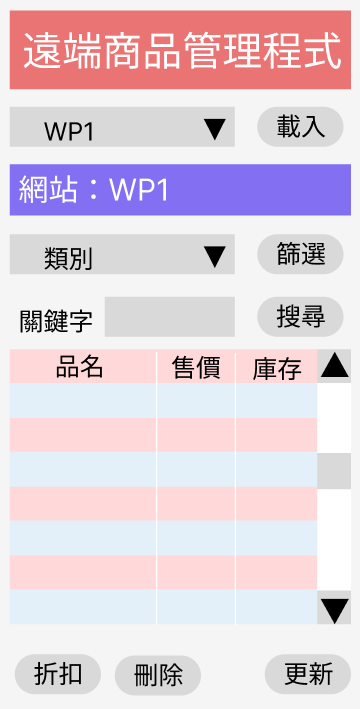 遠端商品管理程式
WP1 載入
網站：WP1
類別 篩選
關鍵字 搜尋
品名 售價 庫存
折扣 刪除 更新